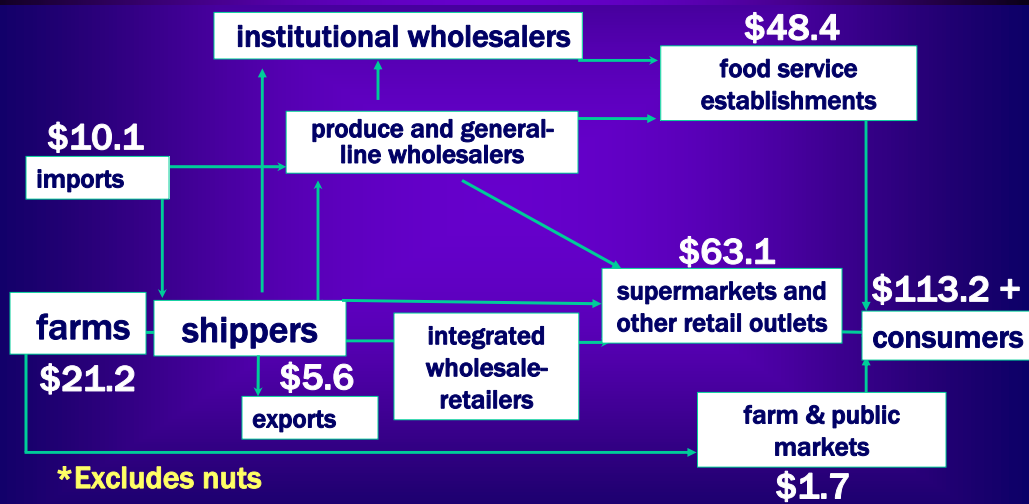 institutional wholesalers
$48.4
food service
establishments
produce and general-
line wholesalers
$10.1
imports
$63.1
supermarkets and
other retail outlets
$113.2 +
consumers
farms
$21.2
shippers
$5.6
exports
integrated
wholesale-
retailers
farm & public
markets
$1.7
*Excludes nuts